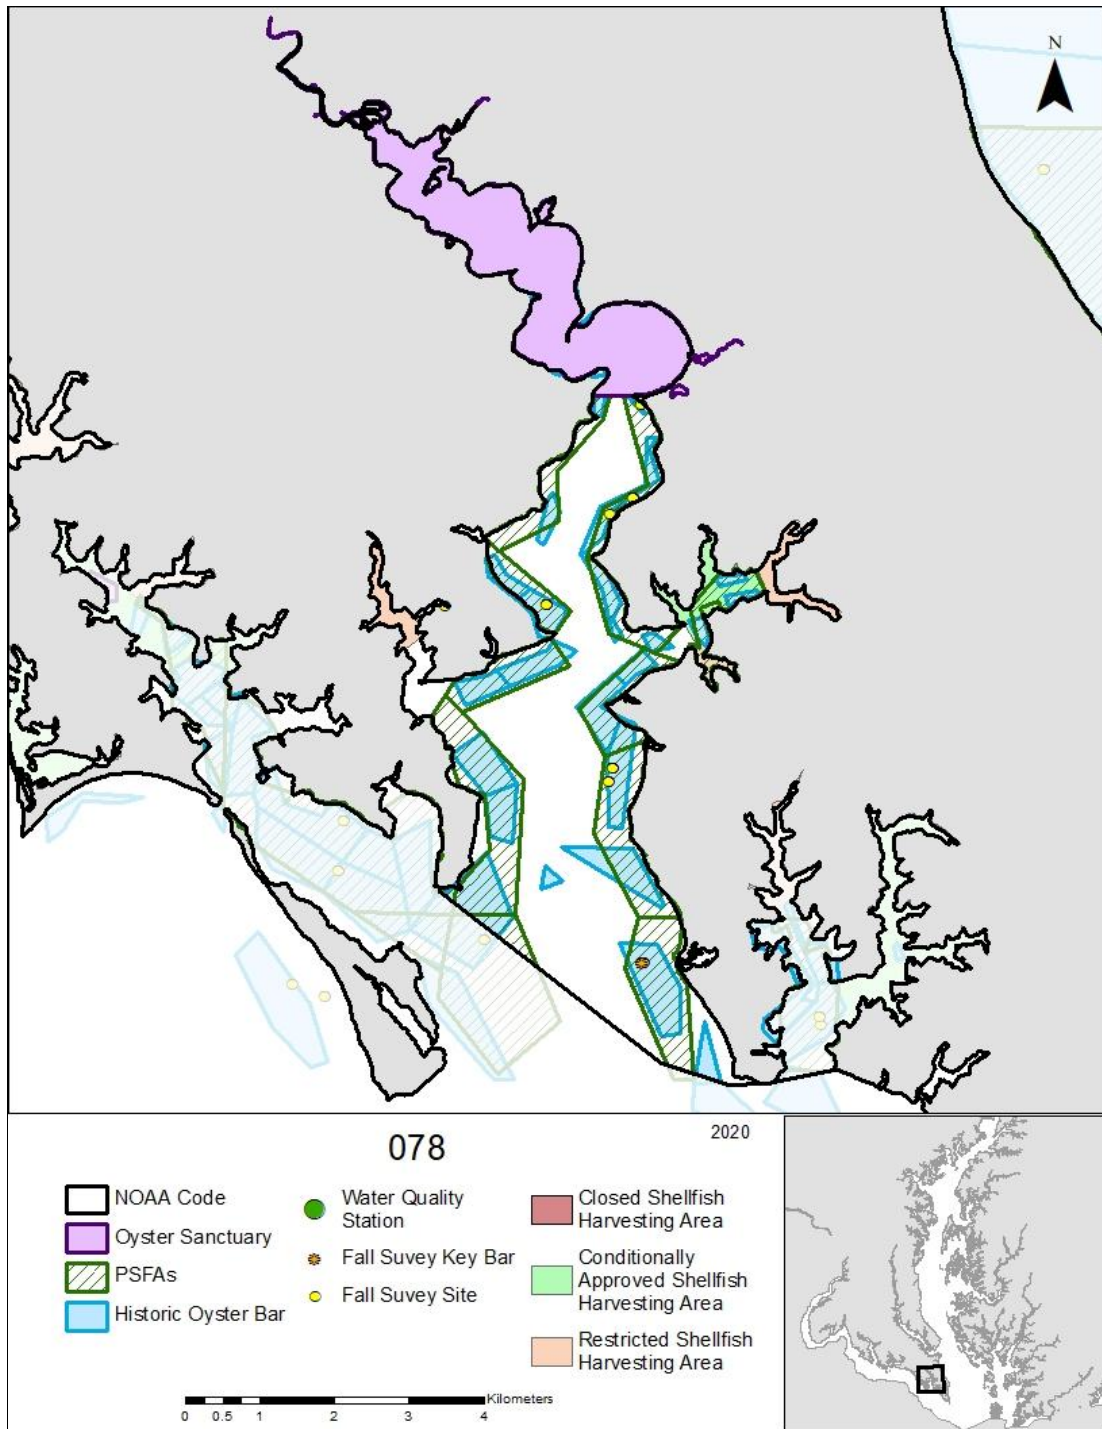 N
078
2020
NOAA Code
Oyster Sanctuary
PSFAs
Historic Oyster Bar
Water Quality
Station
Fall Suvey Key Bar
Fall Suvey Site
Closed Shellfish
Harvesting Area
Conditionally
Approved Shellfish
Harvesting Area
Restricted Shellfish
Harvesting Area
Kilometers
0 0.5 1 2 3 4